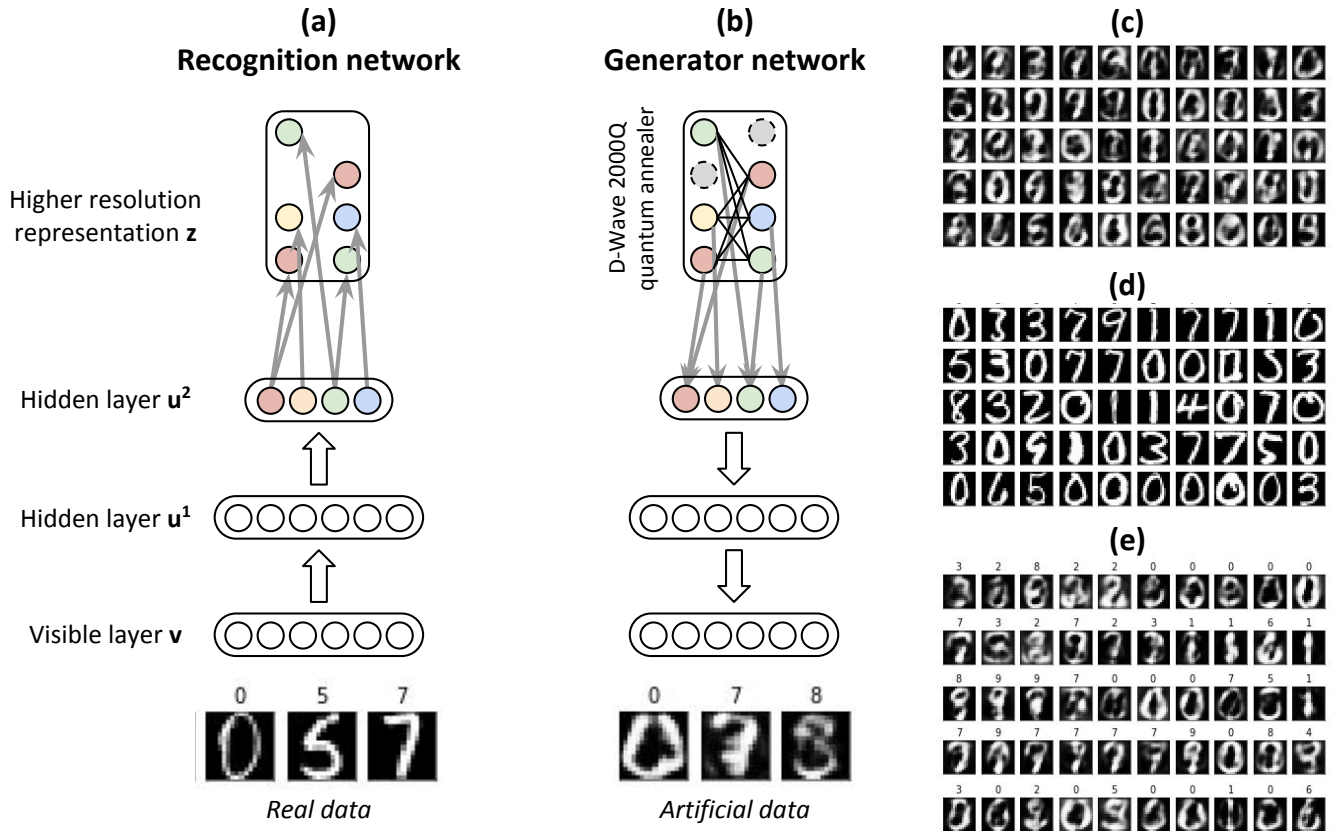 (a)
Recognition network
Higher resolution
representation z
Hidden layer u²
Hidden layer u¹
Visible layer v
0 5 7
Real data
(b)
Generator network
D-Wave 2000Q
quantum annealer
0 7 8
Artificial data
(c)
(d)
(e)
3 2 8 2 2 0 0 0 0 0
7 3 2 7 2 3 1 1 6 1
8 9 9 7 0 0 0 7 5 1
7 9 7 7 7 7 9 0 8 4
3 0 2 0 5 0 0 1 0 6